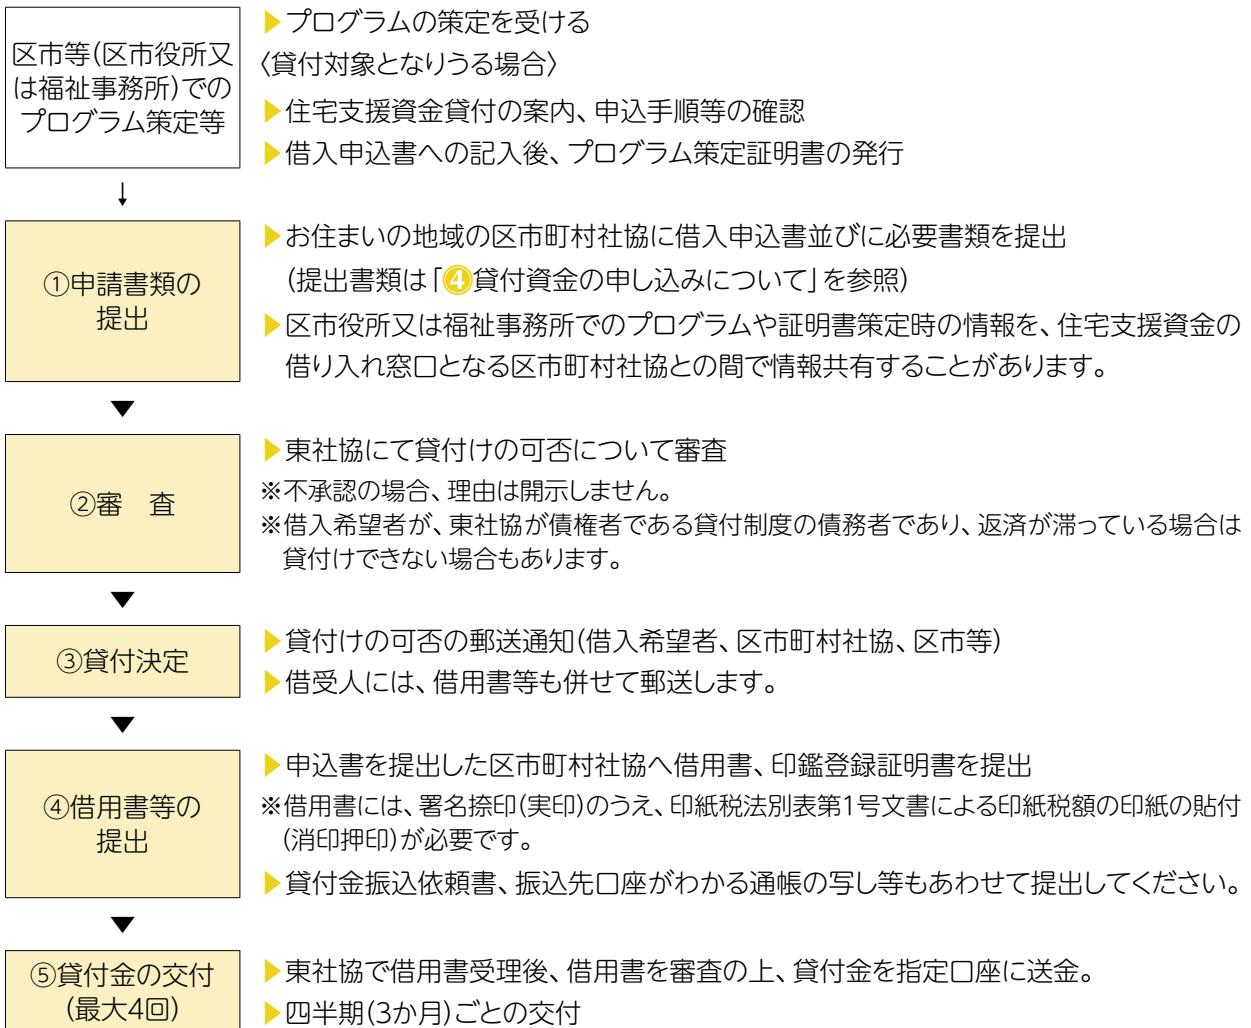 区市等(区市役所又
は福祉事務所)での
プログラム策定等
▶プログラムの策定を受ける
〈貸付対象となりうる場合〉
▶住宅支援資金貸付の案内、申込手順等の確認
▶借入申込書への記入後、プログラム策定証明書の発行
↓
①申請書類の
提出
▶お住まいの地域の区市町村社協に借入申込書並びに必要書類を提出
(提出書類は「❹貸付資金の申し込みについて」を参照)
▶区市役所又は福祉事務所でのプログラムや証明書策定時の情報を、住宅支援資金の
借り入れ窓口となる区市町村社協との間で情報共有することがあります。
▼
②審　査
▶東社協にて貸付けの可否について審査
※不承認の場合、理由は開示しません。
※借入希望者が、東社協が債権者である貸付制度の債務者であり、返済が滞っている場合は
貸付けできない場合もあります。
▼
③貸付決定
▶貸付けの可否の郵送通知(借入希望者、区市町村社協、区市等)
▶借受人には、借用書等も併せて郵送します。
▼
④借用書等の
提出
▶申込書を提出した区市町村社協へ借用書、印鑑登録証明書を提出
※借用書には、署名捺印(実印)のうえ、印紙税法別表第1号文書による印紙税額の印紙の貼付
(消印押印)が必要です。
▶貸付金振込依頼書、振込先口座がわかる通帳の写し等もあわせて提出してください。
▼
⑤貸付金の交付
(最大4回)
▶東社協で借用書受理後、借用書を審査の上、貸付金を指定口座に送金。
▶四半期(3か月)ごとの交付